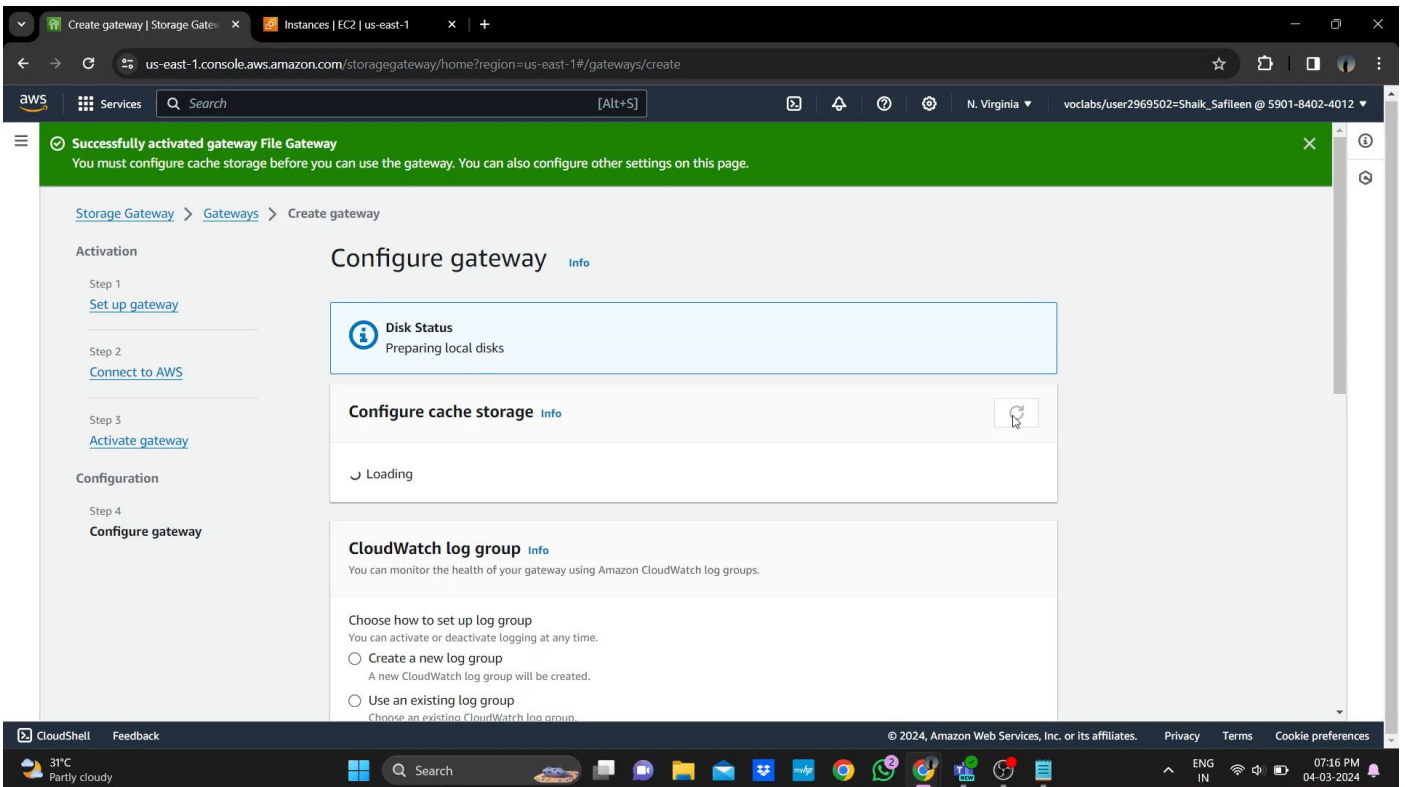 Create gateway | Storage Gatew
Instances | EC2 | us-east-1
us-east-1.console.aws.amazon.com/storagegateway/home?region=us-east-1#/gateways/create
aws
Services
Search
[Alt+S]
N. Virginia
voclabs/user2969502=Shaik_Safileen @ 5901-8402-4012
Successfully activated gateway File Gateway
You must configure cache storage before you can use the gateway. You can also configure other settings on this page.
Storage Gateway > Gateways > Create gateway
Activation
Step 1
Set up gateway
Step 2
Connect to AWS
Step 3
Activate gateway
Configuration
Step 4
Configure gateway
Configure gateway Info
Disk Status
Preparing local disks
Configure cache storage Info
Loading
CloudWatch log group Info
You can monitor the health of your gateway using Amazon CloudWatch log groups.
Choose how to set up log group
You can activate or deactivate logging at any time.
Create a new log group
A new CloudWatch log group will be created.
Use an existing log group
Choose an existing CloudWatch log group.
CloudShell Feedback
© 2024, Amazon Web Services, Inc. or its affiliates. Privacy Terms Cookie preferences
31°C
Partly cloudy
Search
myhp
2
NEW
ENG
IN
07:16 PM
04-03-2024